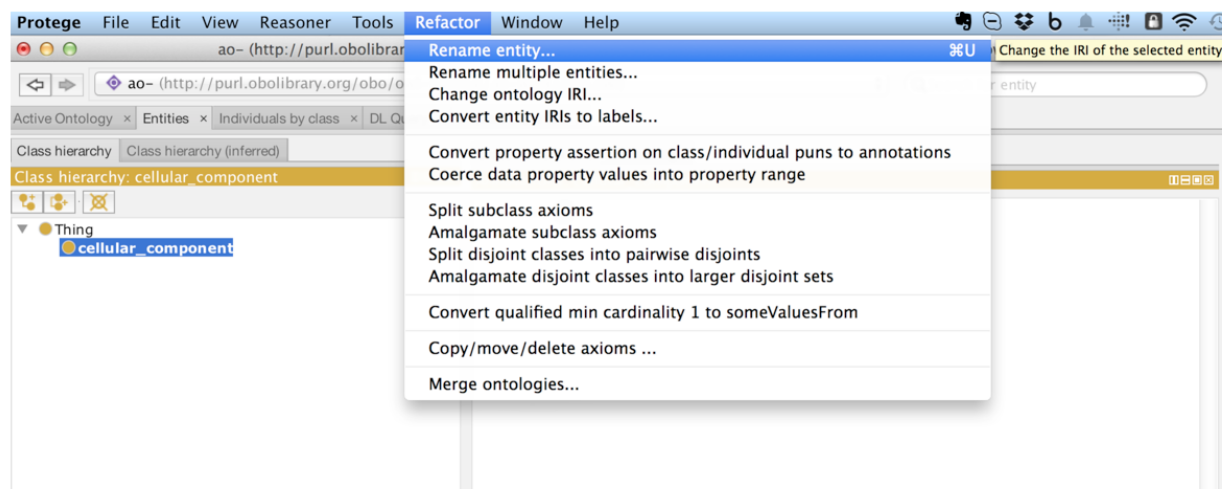 Protege File Edit View Reasoner Tools Refactor Window Help
ao- (http://purl.obolibrar
Rename entity... ⌘U
Change the IRI of the selected entity
ao- (http://purl.obolibrary.org/obo/o
Rename multiple entities...
entity
Change ontology IRI...
Active Ontology × Entities × Individuals by class × DL Qu
Convert entity IRIs to labels...
Class hierarchy Class hierarchy (inferred)
Convert property assertion on class/individual puns to annotations
Class hierarchy: cellular_component
Coerce data property values into property range
Split subclass axioms
Thing
Amalgamate subclass axioms
cellular_component
Split disjoint classes into pairwise disjoints
Amalgamate disjoint classes into larger disjoint sets
Convert qualified min cardinality 1 to someValuesFrom
Copy/move/delete axioms ...
Merge ontologies...